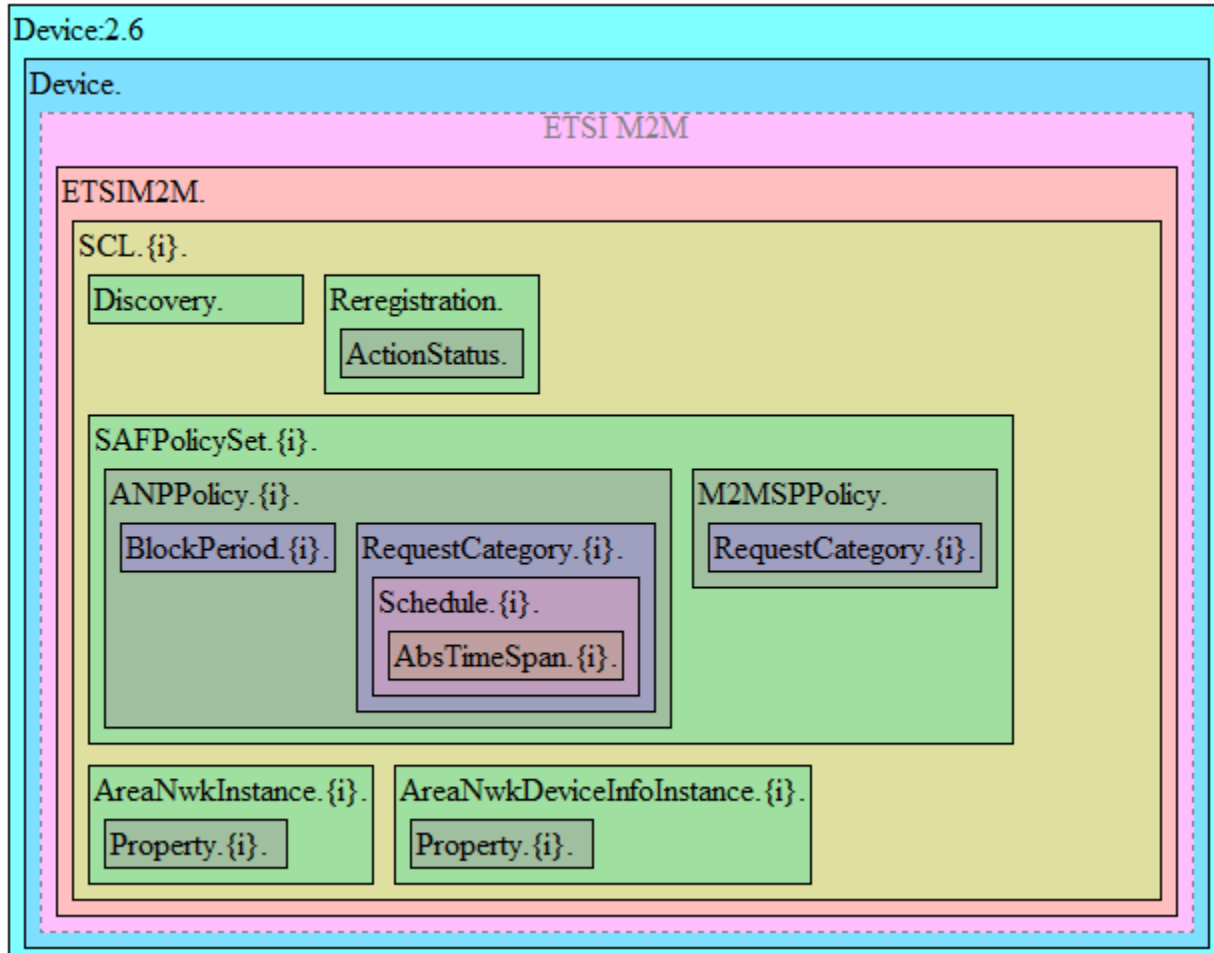 Device:2.6
Device.
ETSI M2M
ETSIM2M.
SCL.{i}.
Discovery.
Reregistration.
ActionStatus.
SAFPolicySet.{i}.
ANPPolicy.{i}.
M2MSPPolicy.
BlockPeriod.{i}.
RequestCategory.{i}.
RequestCategory.{i}.
Schedule.{i}.
AbsTimeSpan.{i}.
AreaNwkInstance.{i}.
AreaNwkDeviceInfoInstance.{i}.
Property.{i}.
Property.{i}.